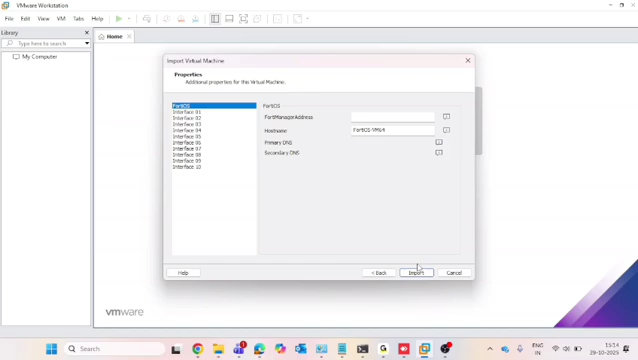 VMware Workstation
File Edit View VM Tabs Help
Library
Type here to search
My Computer
Home
Import Virtual Machine
Properties
Additional properties for this Virtual Machine.
FortiOS
Interface 01
Interface 02
Interface 03
Interface 04
Interface 05
Interface 06
Interface 07
Interface 08
Interface 09
Interface 10
FortiOS
FortiManagerAddress
Hostname
FortiOS-VM64
Primary DNS
Secondary DNS
Help
< Back
Import
Cancel
vmware
Search
ENG
IN
15:14
29-10-2025